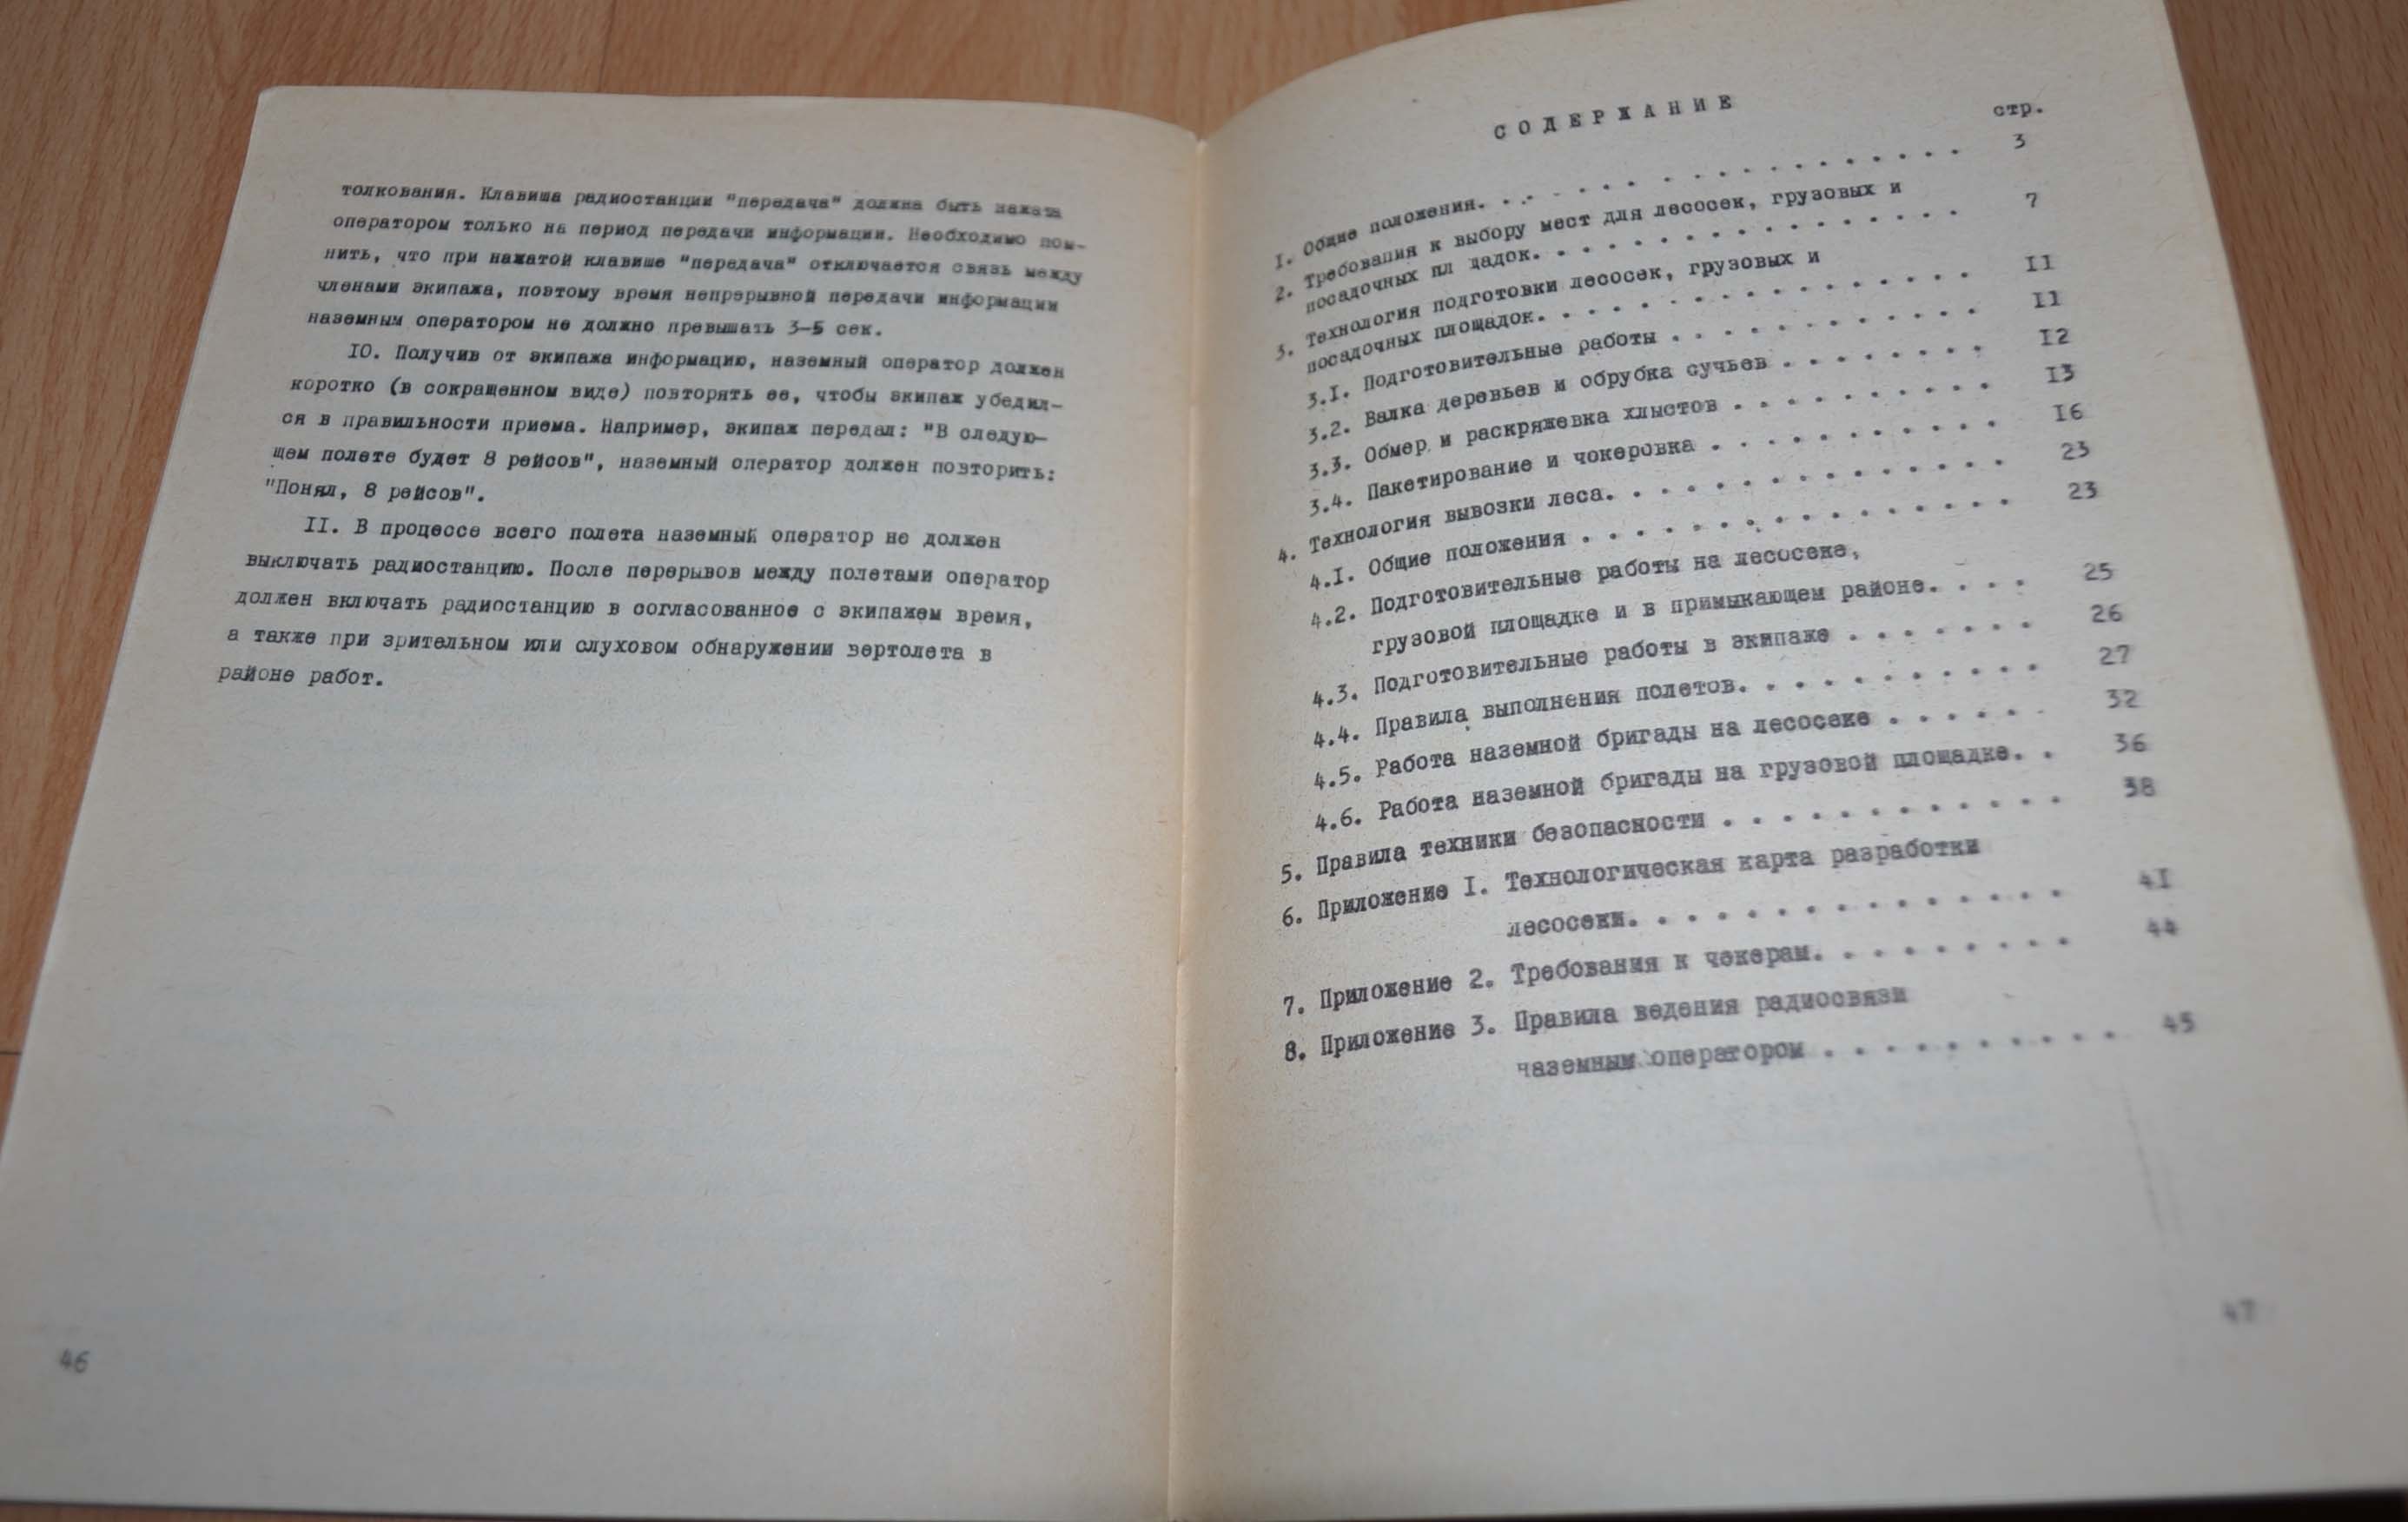 толкования. Клавиша радиостанции "передача" должна быть нажата
оператором только на период передачи информации. Необходимо пом-
нить, что при нажатой клавише "передача" отключается связь между
членами экипажа, поэтому время непрерывной передачи информации
наземным оператором не должно превышать 3-5 сек.
IO. Получив от экипажа информацию, наземный оператор должен
коротко (в сокращенном виде) повторять ее, чтобы экипаж убедил-
ся в правильности приема. Например, экипаж передал: "В следую-
щем полете будет 8 рейсов", наземный оператор должен повторить:
"Понял, 8 рейсов".
II. В процессе всего полета наземный оператор не должен
выключать радиостанцию. После перерывов между полетами оператор
должен включать радиостанцию в согласованное с экипажем время,
а также при зрительном или слуховом обнаружении вертолета в
районе работ.
46
СОДЕРЖАНИЕ
стр.
I. Общие положения. . . . . . . . . . . . . . . . . 3
2. Требования к выбору мест для лесосек, грузовых и
посадочных пл щадок. . . . . . . . . . . . . . . 7
3. Технология подготовки лесосек, грузовых и
посадочных площадок. . . . . . . . . . . . . . . II
3.I. Подготовительные работы . . . . . . . . . . . II
3.2. Валка деревьев и обрубка сучьев . . . . . . . . I2
3.3. Обмер и раскряжевка хлыстов . . . . . . . . . . I3
3.4. Пакетирование и чокеровка . . . . . . . . . . . I6
4. Технология вывозки леса. . . . . . . . . . . . . . 23
4.I. Общие положения . . . . . . . . . . . . . . . 23
4.2. Подготовительные работы на лесосеке,
грузовой площадке и в примыкающем районе. . . . 25
4.3. Подготовительные работы в экипаже . . . . . . . 26
4.4. Правила выполнения полетов. . . . . . . . . . . 27
4.5. Работа наземной бригады на лесосеке . . . . . . 32
4.6. Работа наземной бригады на грузовой площадке. . 36
5. Правила техники безопасности . . . . . . . . . . . . 38
6. Приложение I. Технологическая карта разработки
лесосеки. . . . . . . . . . . . . . . . 4I
7. Приложение 2. Требования к чекерам. . . . . . . . . 44
8. Приложение 3. Правила ведения радиосвязи
наземным оператором . . . . . . . . . . . 45
47